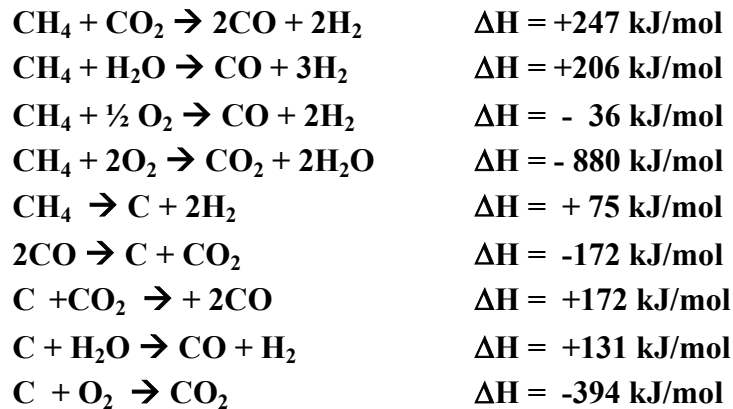 CH₄ + CO₂ → 2CO + 2H₂ ΔH = +247 kJ/mol
CH₄ + H₂O → CO + 3H₂ ΔH = +206 kJ/mol
CH₄ + ½ O₂ → CO + 2H₂ ΔH = - 36 kJ/mol
CH₄ + 2O₂ → CO₂ + 2H₂O ΔH = - 880 kJ/mol
CH₄ → C + 2H₂ ΔH = + 75 kJ/mol
2CO → C + CO₂ ΔH = -172 kJ/mol
C +CO₂ → + 2CO ΔH = +172 kJ/mol
C + H₂O → CO + H₂ ΔH = +131 kJ/mol
C + O₂ → CO₂ ΔH = -394 kJ/mol